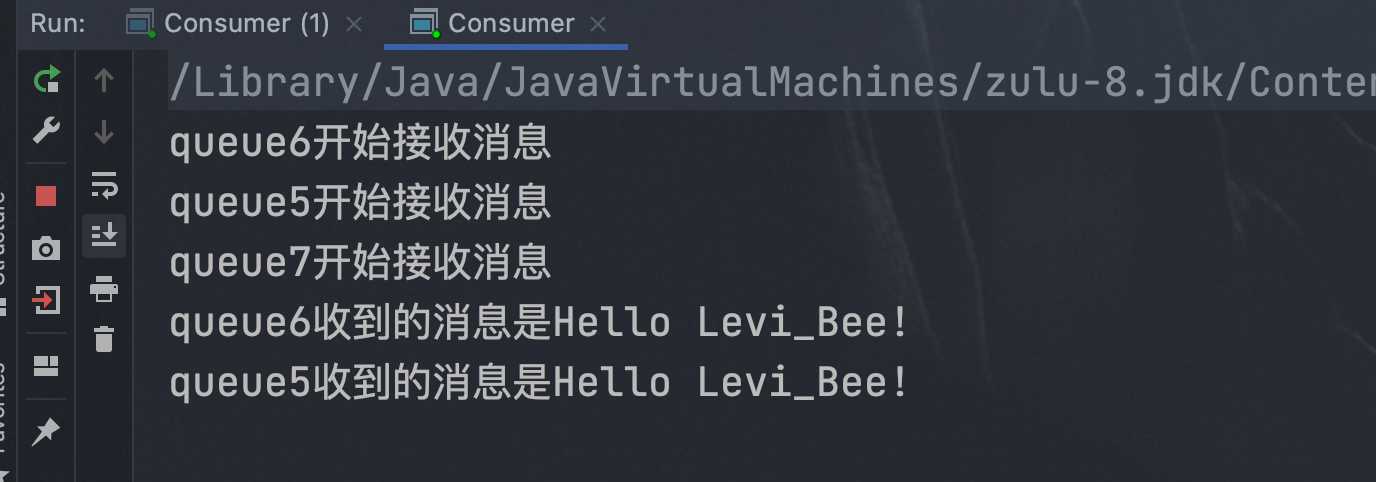 Run: Consumer (1) Consumer
/Library/Java/JavaVirtualMachines/zulu-8.jdk/Conte
queue6开始接收消息
queue5开始接收消息
queue7开始接收消息
queue6收到的消息是Hello Levi_Bee!
queue5收到的消息是Hello Levi_Bee!
Structure
Favorites